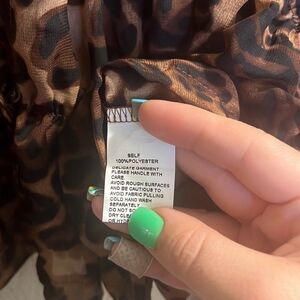 SELF
100%POLYESTER
DELICATE GARMENT
PLEASE HANDLE WITH
CARE.
AVOID ROUGH SURFACES
AND BE CAUTIOUS TO
AVOID FABRIC PULLING
COLD HAND WASH
SEPARATELY
DO NOT
DRY CLE
OR